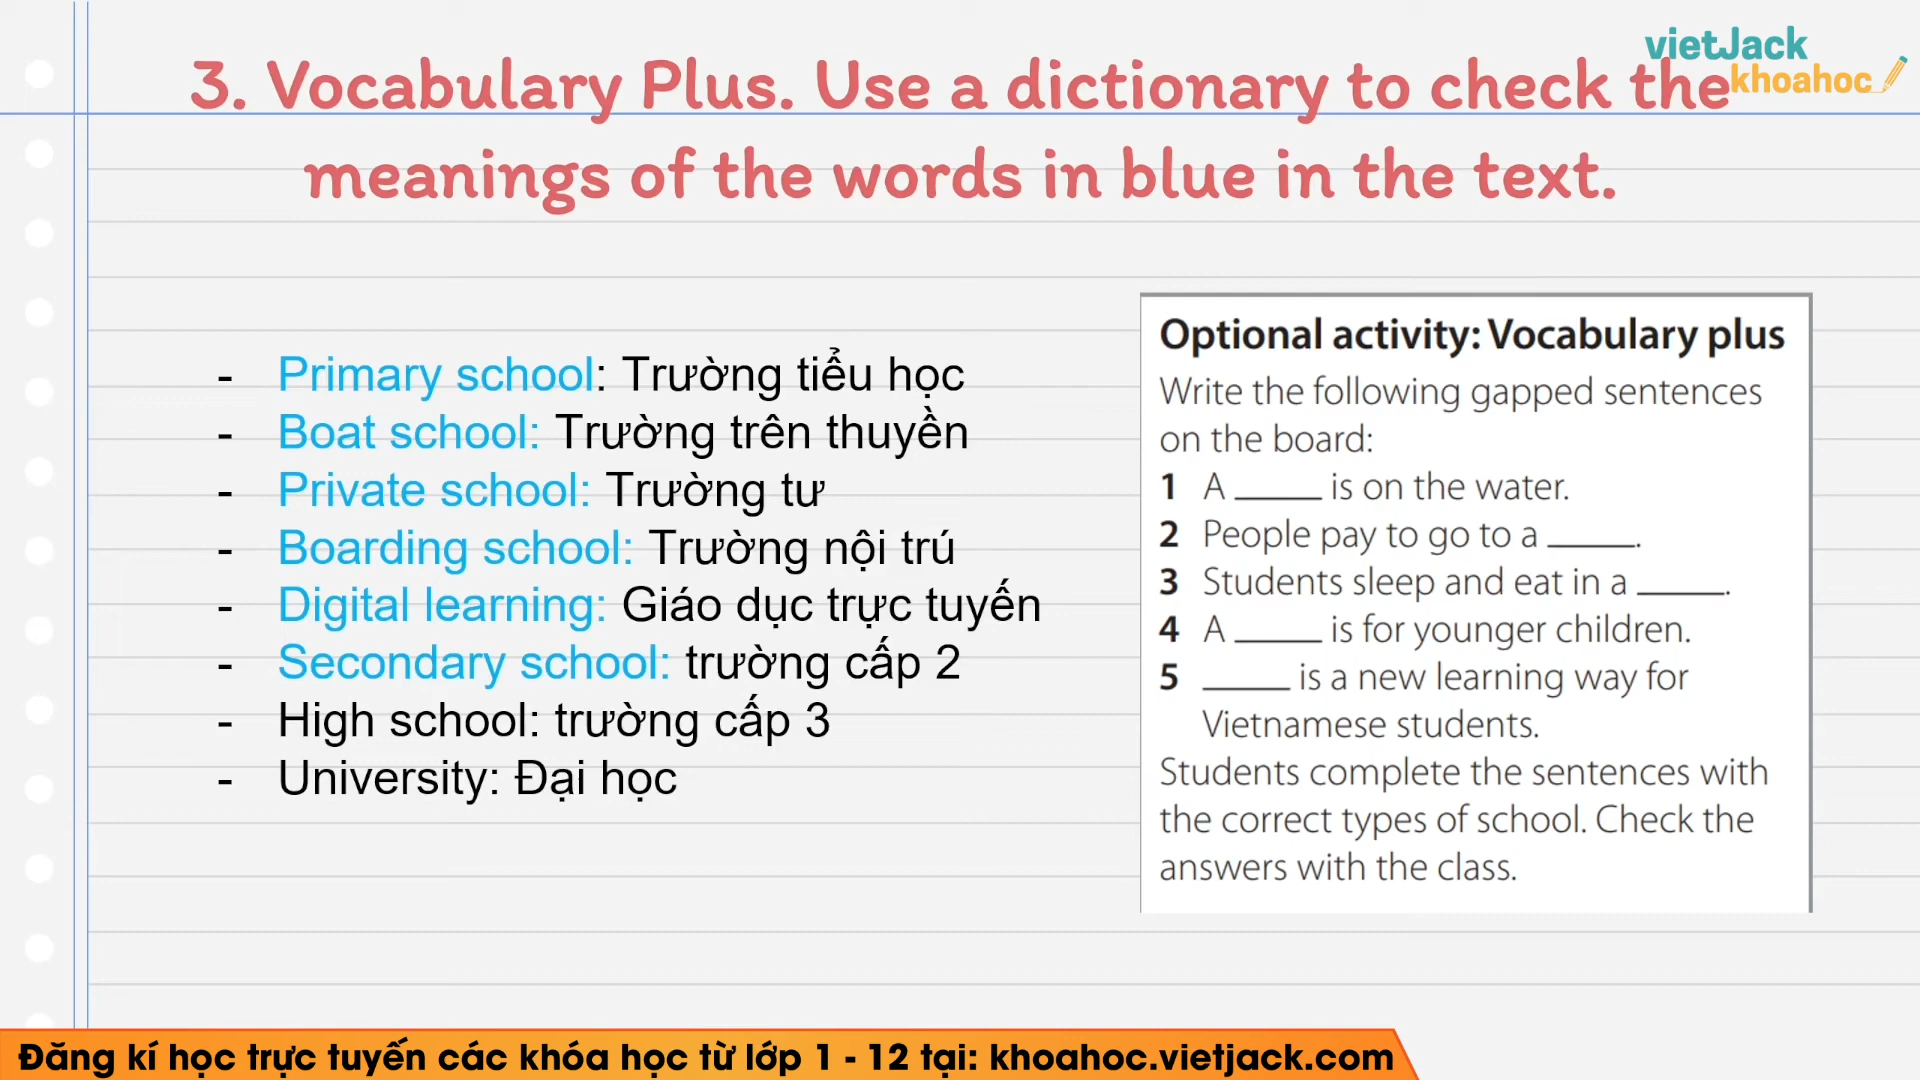 vietJack
khoahoc
3. Vocabulary Plus. Use a dictionary to check the
meanings of the words in blue in the text.
- Primary school: Trường tiểu học
- Boat school: Trường trên thuyền
- Private school: Trường tư
- Boarding school: Trường nội trú
- Digital learning: Giáo dục trực tuyến
- Secondary school: trường cấp 2
- High school: trường cấp 3
- University: Đại học
Optional activity: Vocabulary plus
Write the following gapped sentences
on the board:
1 A _____ is on the water.
2 People pay to go to a _____.
3 Students sleep and eat in a _____.
4 A _____ is for younger children.
5 _____ is a new learning way for
Vietnamese students.
Students complete the sentences with
the correct types of school. Check the
answers with the class.
Đăng kí học trực tuyến các khóa học từ lớp 1 - 12 tại: khoahoc.vietjack.com